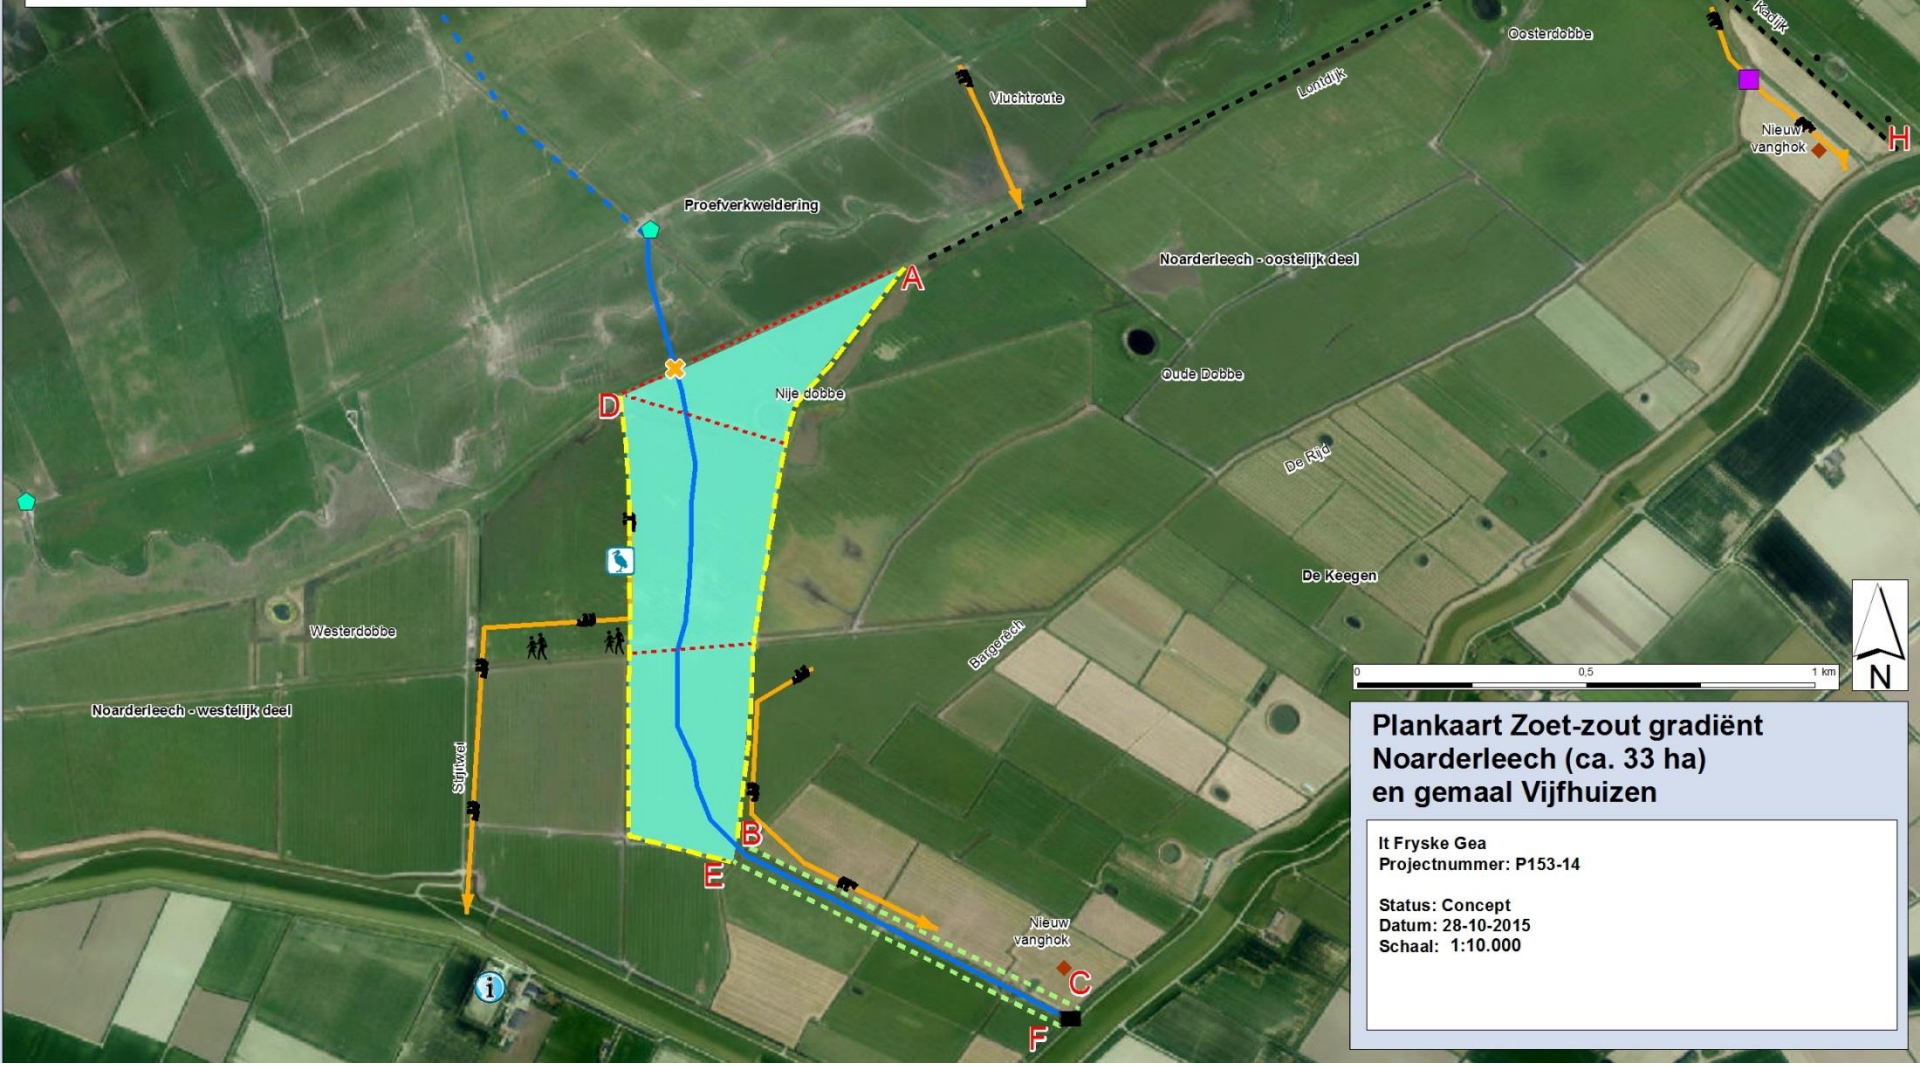 Kadijk
Oosterdobbe
Lontdijk
Vluchtroute
Nieuw
vanghok
H
Proefverkweldering
Noarderleech - oostelijk deel
A
Oude Dobbe
Nije dobbe
D
De Rijd
De Keegen
Westerdobbe
Bargerêch
Noarderleech - westelijk deel
B
E
Nieuw
vanghok
C
F
i
0 0,5 1 km
N
Plankaart Zoet-zout gradiënt
Noarderleech (ca. 33 ha)
en gemaal Vijfhuizen
It Fryske Gea
Projectnummer: P153-14
Status: Concept
Datum: 28-10-2015
Schaal: 1:10.000